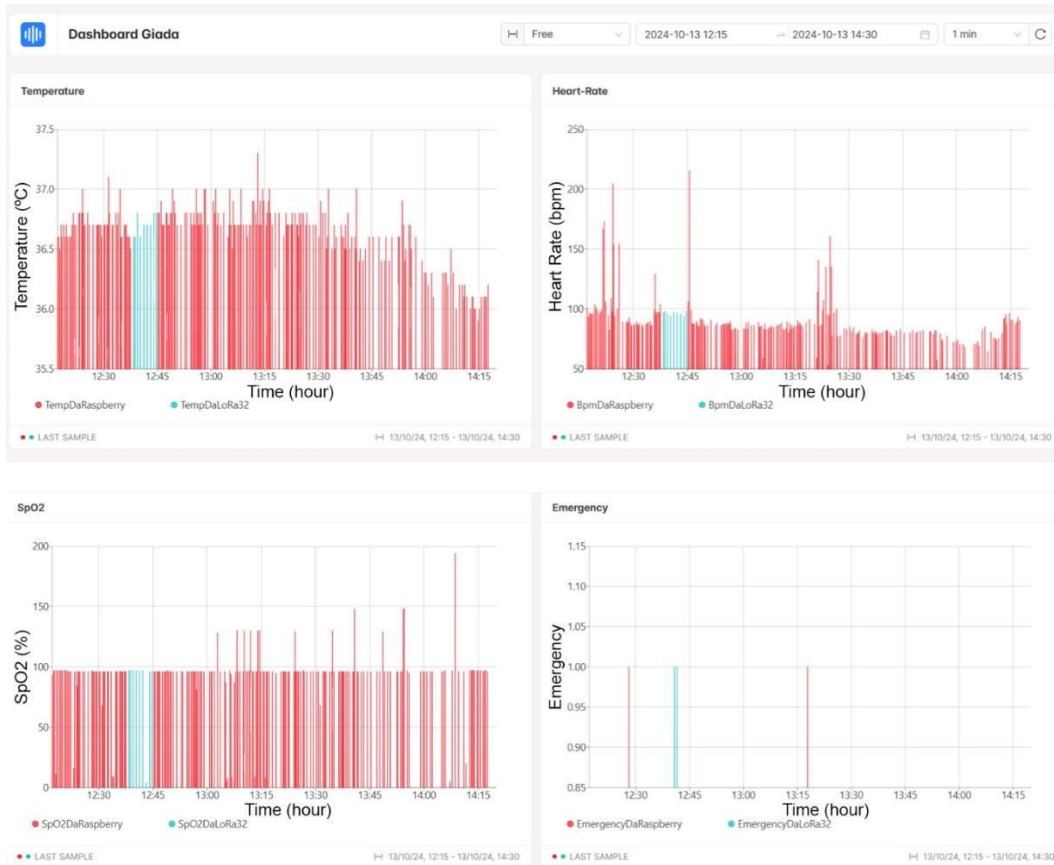 Dashboard Giada
Free
2024-10-13 12:15 → 2024-10-13 14:30
1 min
Temperature
37.5
37.0
36.5
36.0
35.5
Temperature (ºC)
12:30 12:45 13:00 13:15 13:30 13:45 14:00 14:15
Time (hour)
TempDaRaspberry TempDaLoRa32
LAST SAMPLE
13/10/24, 12:15 - 13/10/24, 14:30
Heart-Rate
250
200
150
100
50
Heart Rate (bpm)
12:30 12:45 13:00 13:15 13:30 13:45 14:00 14:15
Time (hour)
BpmDaRaspberry BpmDaLoRa32
LAST SAMPLE
13/10/24, 12:15 - 13/10/24, 14:30
SpO2
200
150
100
50
0
SpO2 (%)
12:30 12:45 13:00 13:15 13:30 13:45 14:00 14:15
Time (hour)
SpO2DaRaspberry SpO2DaLoRa32
LAST SAMPLE
13/10/24, 12:15 - 13/10/24, 14:30
Emergency
1.15
1.10
1.05
1.00
0.95
0.90
0.85
Emergency
12:30 12:45 13:00 13:15 13:30 13:45 14:00 14:15
Time (hour)
EmergencyDaRaspberry EmergencyDaLoRa32
LAST SAMPLE
13/10/24, 12:15 - 13/10/24, 14:30